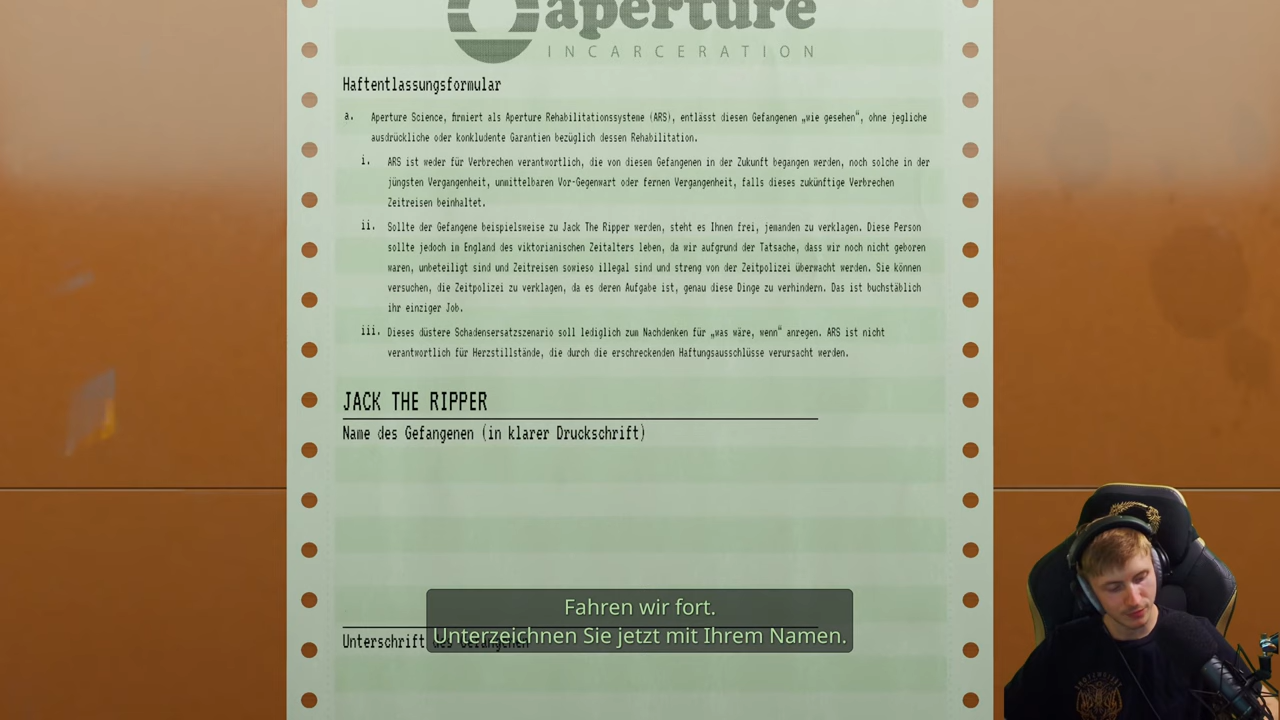 aperture
INCARCERATION
Haftentlassungsformular
a. Aperture Science, firmiert als Aperture Rehabilitationssysteme (ARS), entlässt diesen Gefangenen „wie gesehen“, ohne jegliche
ausdrückliche oder konkludente Garantien bezüglich dessen Rehabilitation.
i. ARS ist weder für Verbrechen verantwortlich, die von diesem Gefangenen in der Zukunft begangen werden, noch solche in der
jüngsten Vergangenheit, unmittelbaren Vor-Gegenwart oder fernen Vergangenheit, falls dieses zukünftige Verbrechen
Zeitreisen beinhaltet.
ii. Sollte der Gefangene beispielsweise zu Jack The Ripper werden, steht es Ihnen frei, jemanden zu verklagen. Diese Person
sollte jedoch im England des viktorianischen Zeitalters leben, da wir aufgrund der Tatsache, dass wir noch nicht geboren
waren, unbeteiligt sind und Zeitreisen sowieso illegal sind und streng von der Zeitpolizei überwacht werden. Sie können
versuchen, die Zeitpolizei zu verklagen, da es deren Aufgabe ist, genau diese Dinge zu verhindern. Das ist buchstäblich
ihr einziger Job.
iii. Dieses düstere Schadensersatzszenario soll lediglich zum Nachdenken für „was wäre, wenn“ anregen. ARS ist nicht
verantwortlich für Herzstillstände, die durch die erschreckenden Haftungsausschlüsse verursacht werden.
JACK THE RIPPER
Name des Gefangenen (in klarer Druckschrift)
Fahren wir fort.
Unterzeichnen Sie jetzt mit Ihrem Namen.
Unterschrift des Gefangenen